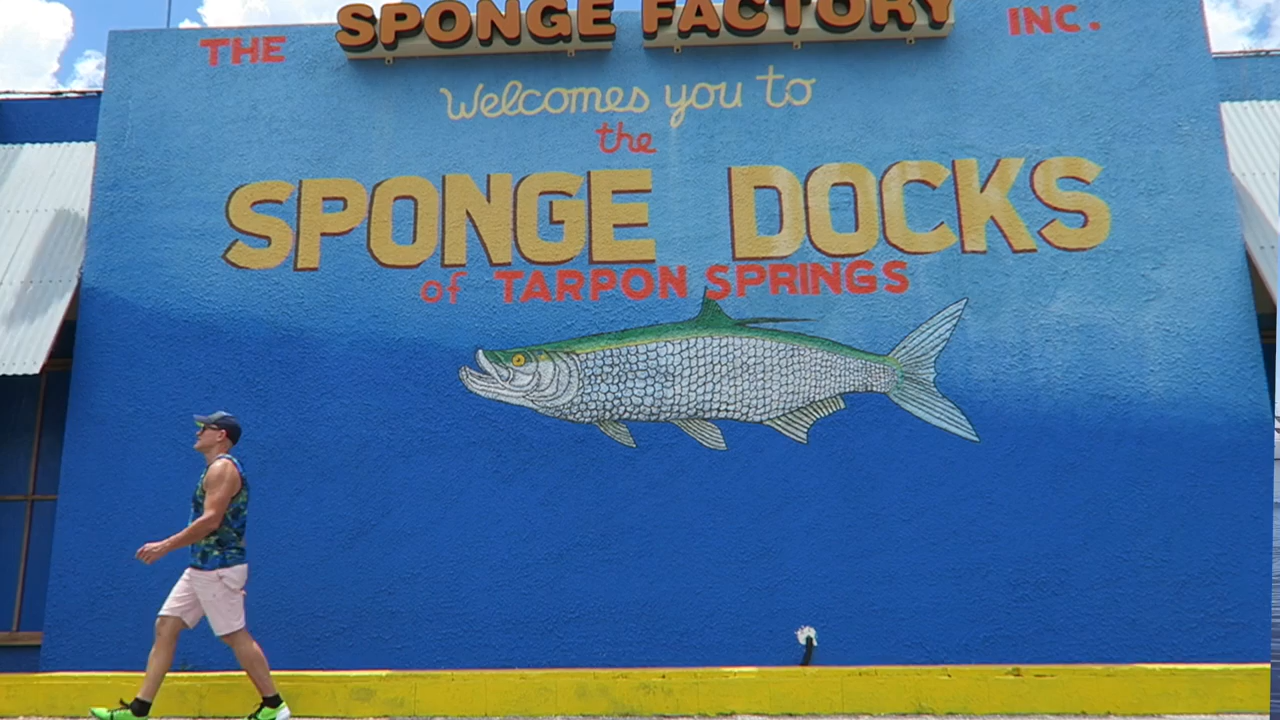 THE SPONGE FACTORY INC.
Welcomes you to
the
SPONGE DOCKS
of TARPON SPRINGS